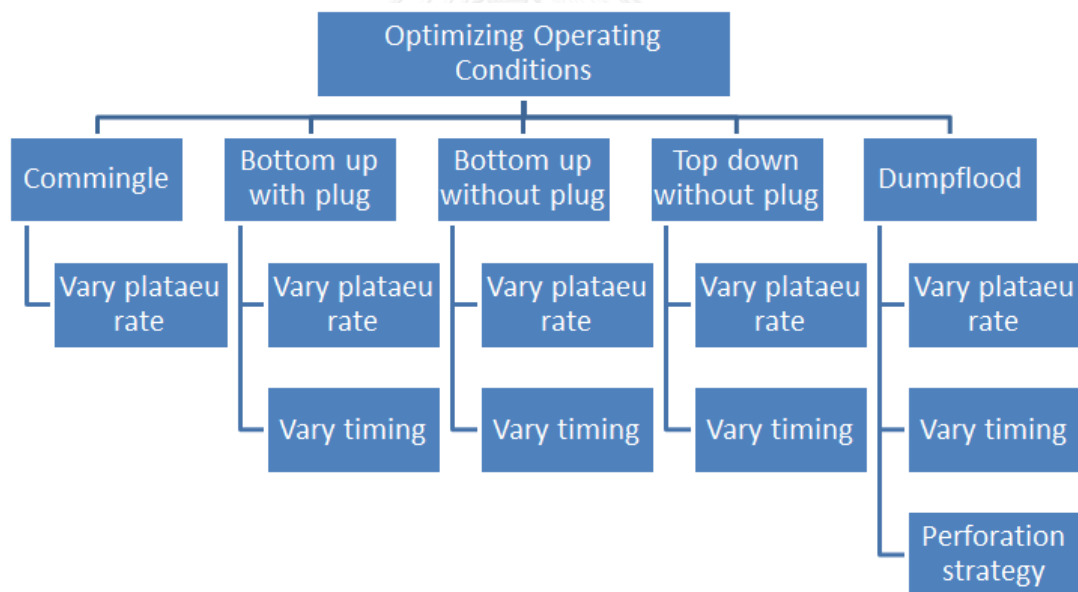 Optimizing Operating
Conditions
Commingle
Bottom up
with plug
Bottom up
without plug
Top down
without plug
Dumpflood
Vary plataeu
rate
Vary plataeu
rate
Vary plataeu
rate
Vary plataeu
rate
Vary plataeu
rate
Vary timing
Vary timing
Vary timing
Vary timing
Perforation
strategy